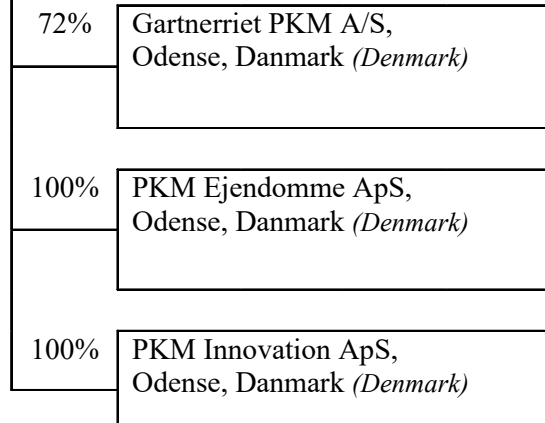 72%
Gartnerriet PKM A/S,
Odense, Danmark (Denmark)
100%
PKM Ejendomme ApS,
Odense, Danmark (Denmark)
100%
PKM Innovation ApS,
Odense, Danmark (Denmark)